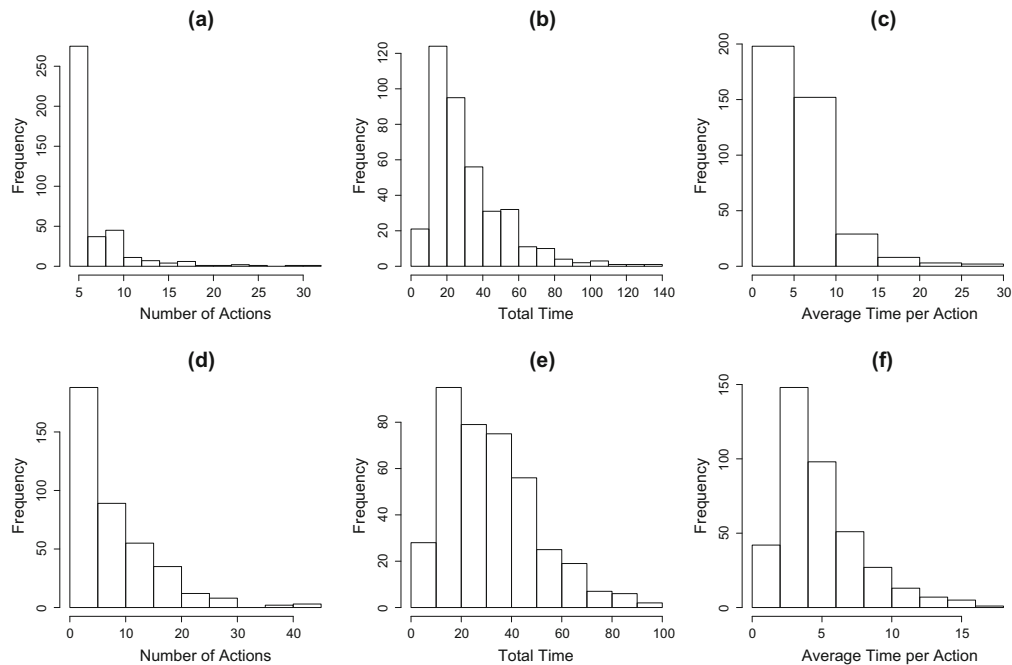 (a)
Frequency
0 50 100 150 200 250
5 10 15 20 25 30
Number of Actions
(b)
Frequency
0 20 40 60 80 100 120
0 20 40 60 80 100 120 140
Total Time
(c)
Frequency
0 50 100 150 200
0 5 10 15 20 25 30
Average Time per Action
(d)
Frequency
0 50 100 150
0 10 20 30 40
Number of Actions
(e)
Frequency
0 20 40 60 80
0 20 40 60 80 100
Total Time
(f)
Frequency
0 50 100 150
0 5 10 15
Average Time per Action